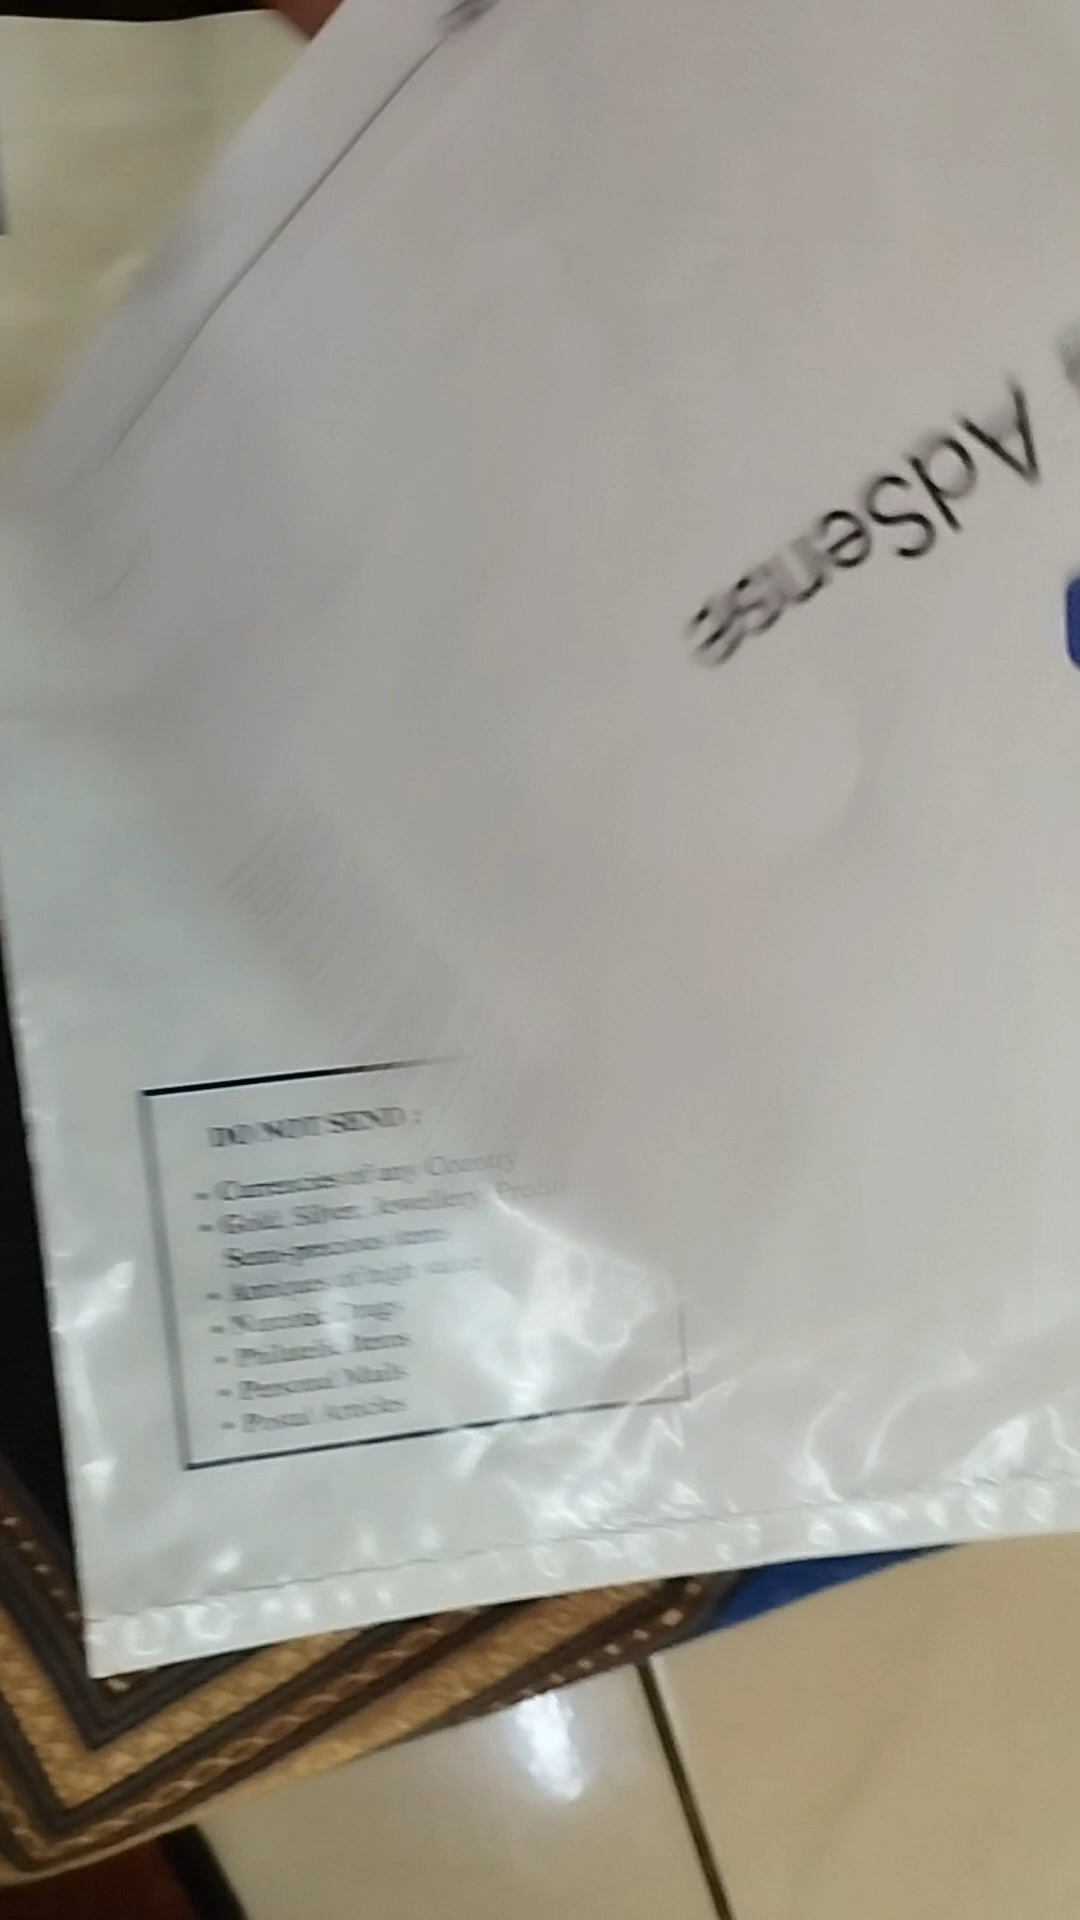 AdSense
DO NOT SEND :
• Currencies of any Country
• Gold, Silver, Jewellery, Precious
Semi-precious items
• Antiques of high value
• Narcotic Drugs
• Philatelic Items
• Personal Mails
• Postal Articles